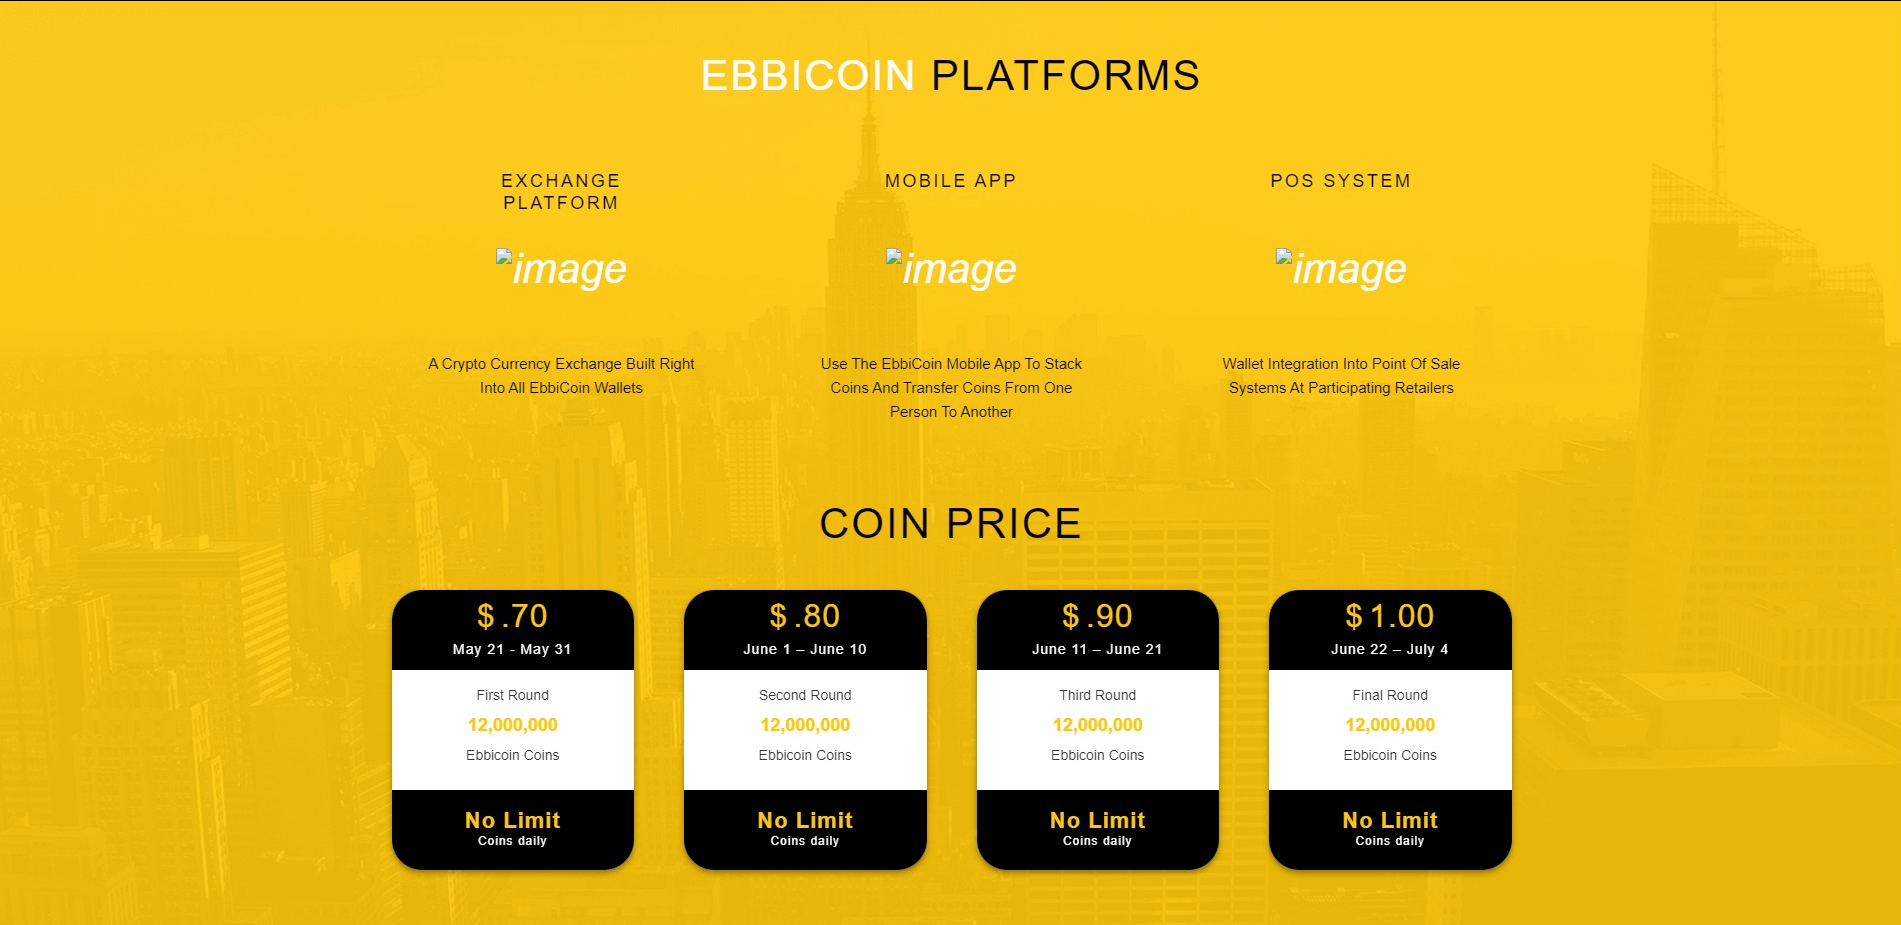 EBBICOIN PLATFORMS
EXCHANGE
PLATFORM
MOBILE APP
POS SYSTEM
image
image
image
A Crypto Currency Exchange Built Right
Into All EbbiCoin Wallets
Use The EbbiCoin Mobile App To Stack
Coins And Transfer Coins From One
Person To Another
Wallet Integration Into Point Of Sale
Systems At Participating Retailers
COIN PRICE
$ .70
May 21 - May 31
First Round
12,000,000
Ebbicoin Coins
No Limit
Coins daily
$ .80
June 1 – June 10
Second Round
12,000,000
Ebbicoin Coins
No Limit
Coins daily
$ .90
June 11 – June 21
Third Round
12,000,000
Ebbicoin Coins
No Limit
Coins daily
$ 1.00
June 22 – July 4
Final Round
12,000,000
Ebbicoin Coins
No Limit
Coins daily